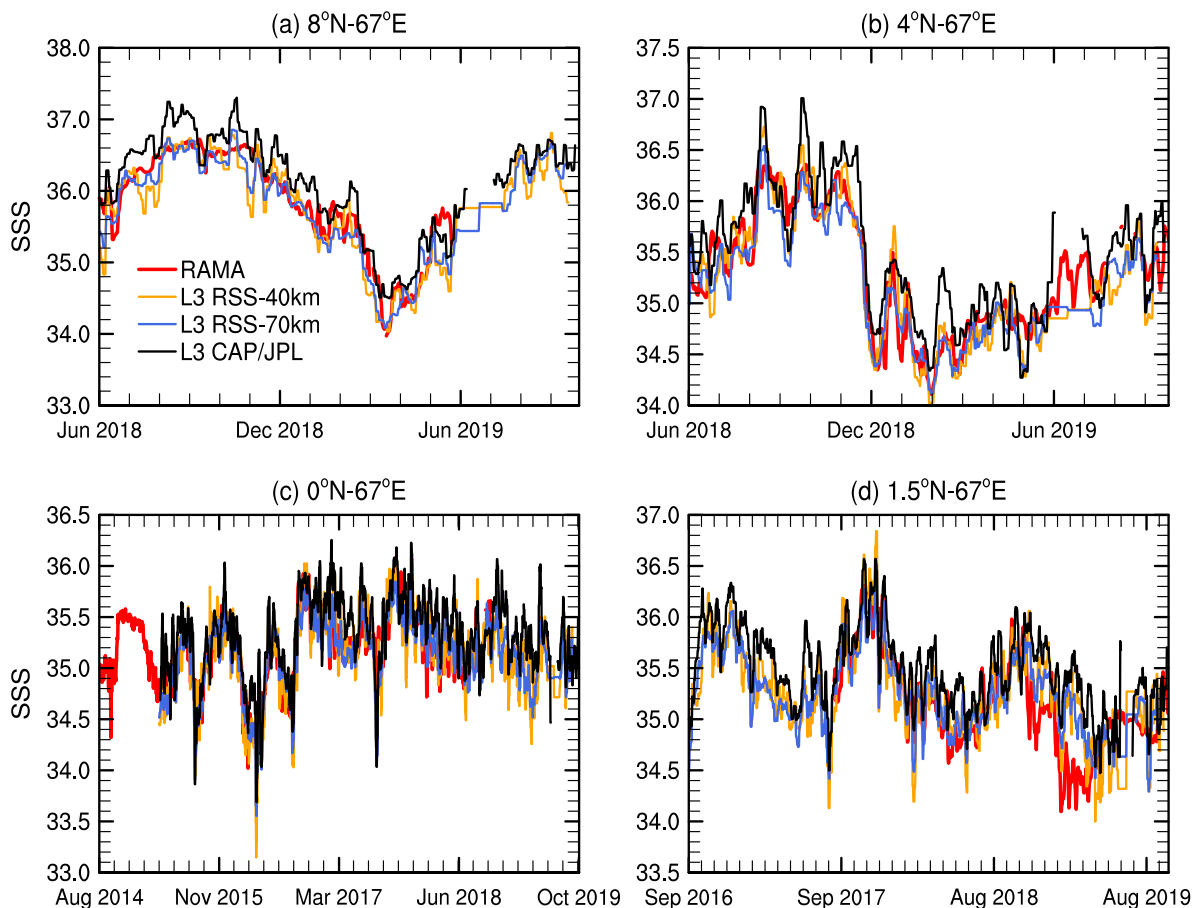 (a) 8°N-67°E
(b) 4°N-67°E
38.0
37.0
36.0
35.0
34.0
33.0
SSS
RAMA
L3 RSS-40km
L3 RSS-70km
L3 CAP/JPL
Jun 2018
Dec 2018
Jun 2019
37.5
37.0
36.5
36.0
35.5
35.0
34.5
34.0
Jun 2018
Dec 2018
Jun 2019
(c) 0°N-67°E
(d) 1.5°N-67°E
36.5
36.0
35.5
35.0
34.5
34.0
33.5
33.0
SSS
Aug 2014
Nov 2015
Mar 2017
Jun 2018
Oct 2019
37.0
36.5
36.0
35.5
35.0
34.5
34.0
33.5
Sep 2016
Sep 2017
Aug 2018
Aug 2019